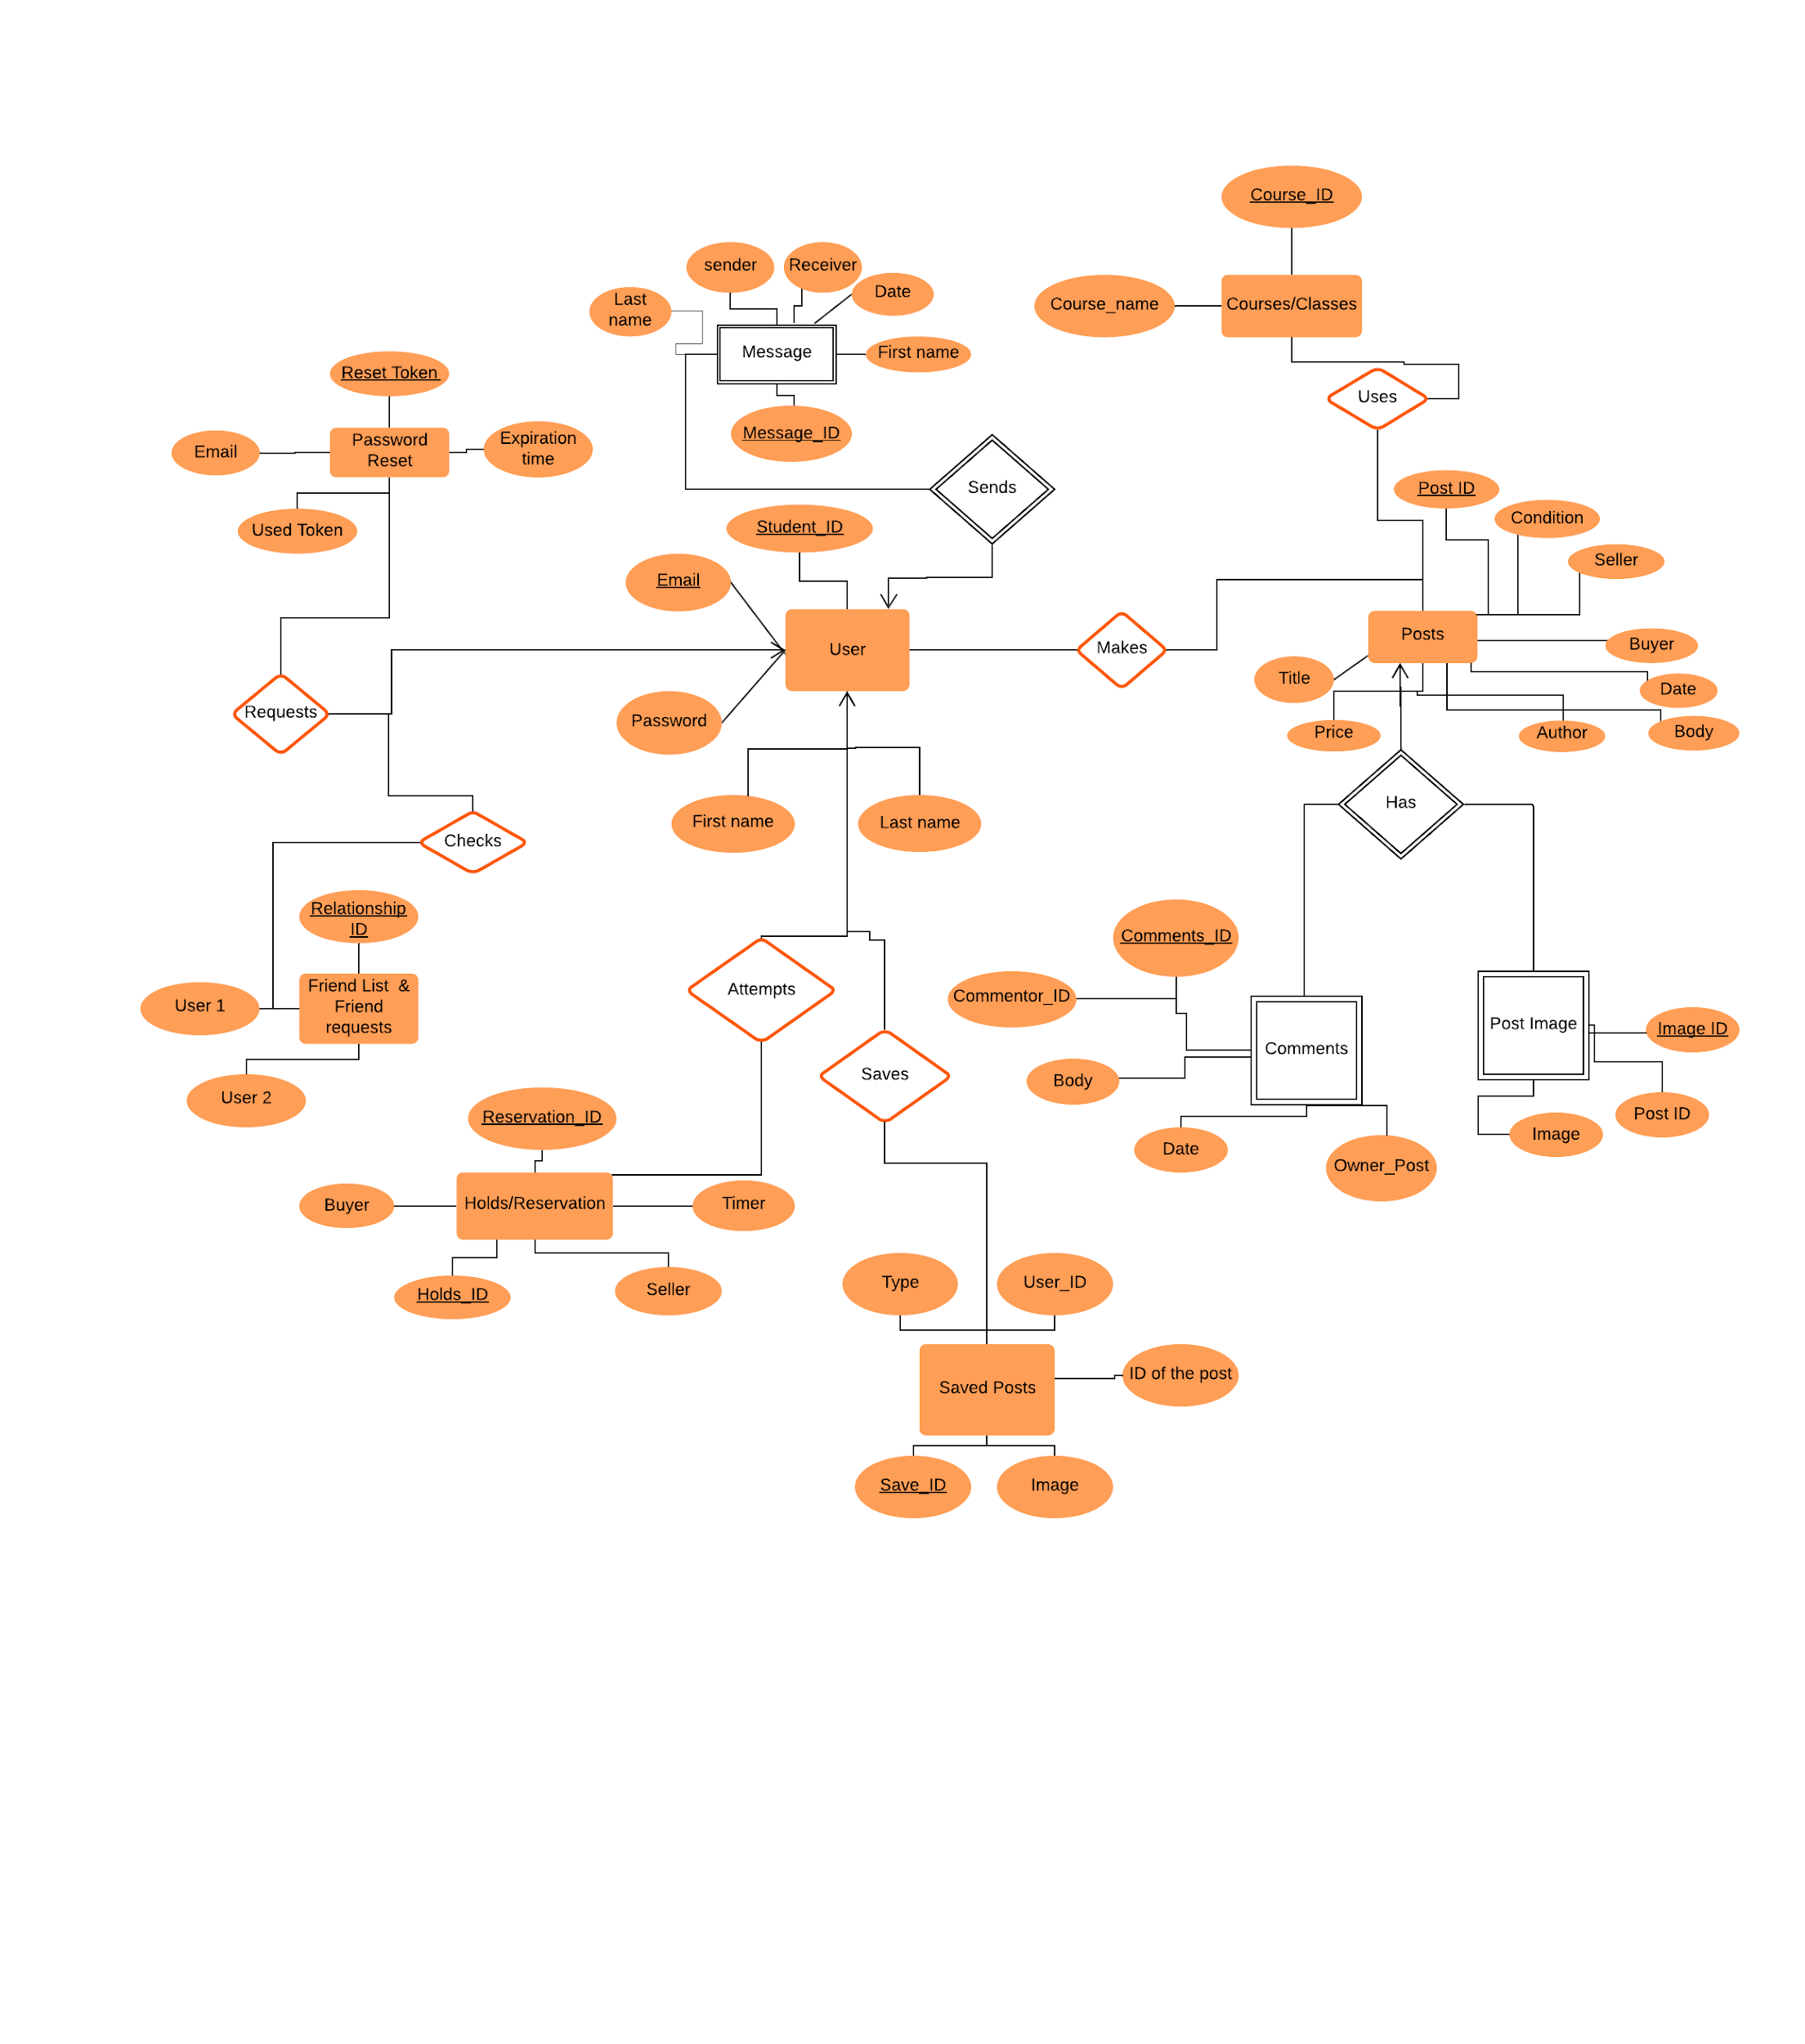 Course_ID
sender
Receiver
Date
Last
name
Course_name
Courses/Classes
Message
First name
Reset Token
Uses
Message_ID
Password
Reset
Email
Expiration
time
Sends
Post ID
Condition
Used Token
Student_ID
Seller
Email
User
Makes
Posts
Buyer
Title
Date
Requests
Password
Price
Author
Body
Has
First name
Last name
Checks
Relationship
ID
Comments_ID
User 1
Friend List  &
Friend
requests
Attempts
Commentor_ID
Post Image
Image ID
Comments
Saves
Body
User 2
Reservation_ID
Post ID
Image
Date
Owner_Post
Buyer
Holds/Reservation
Timer
Holds_ID
Seller
Type
User_ID
ID of the post
Saved Posts
Save_ID
Image